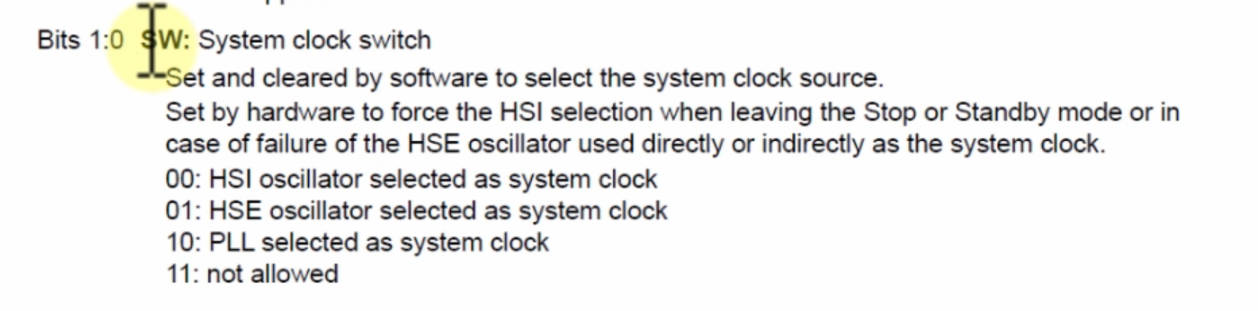 Bits 1:0 SW: System clock switch
Set and cleared by software to select the system clock source.
Set by hardware to force the HSI selection when leaving the Stop or Standby mode or in
case of failure of the HSE oscillator used directly or indirectly as the system clock.
00: HSI oscillator selected as system clock
01: HSE oscillator selected as system clock
10: PLL selected as system clock
11: not allowed